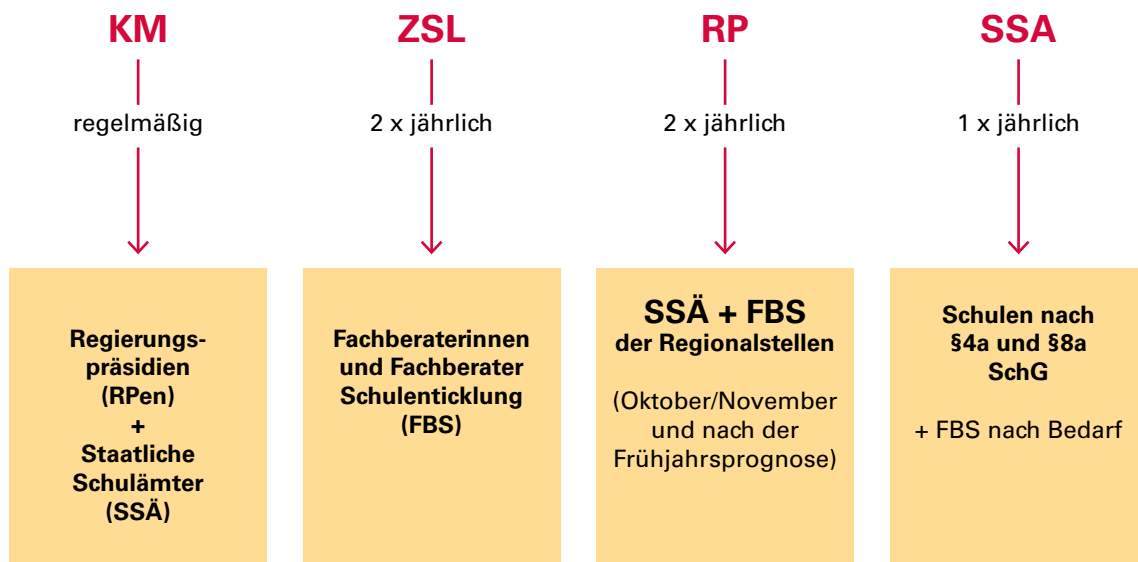 KM
regelmäßig
Regierungs-
präsidien
(RPen)
+
Staatliche
Schulämter
(SSÄ)
ZSL
2 x jährlich
Fachberaterinnen
und Fachberater
Schulenticklung
(FBS)
RP
2 x jährlich
SSÄ + FBS
der Regionalstellen
(Oktober/November
und nach der
Frühjahrsprognose)
SSA
1 x jährlich
Schulen nach
§4a und §8a
SchG
+ FBS nach Bedarf